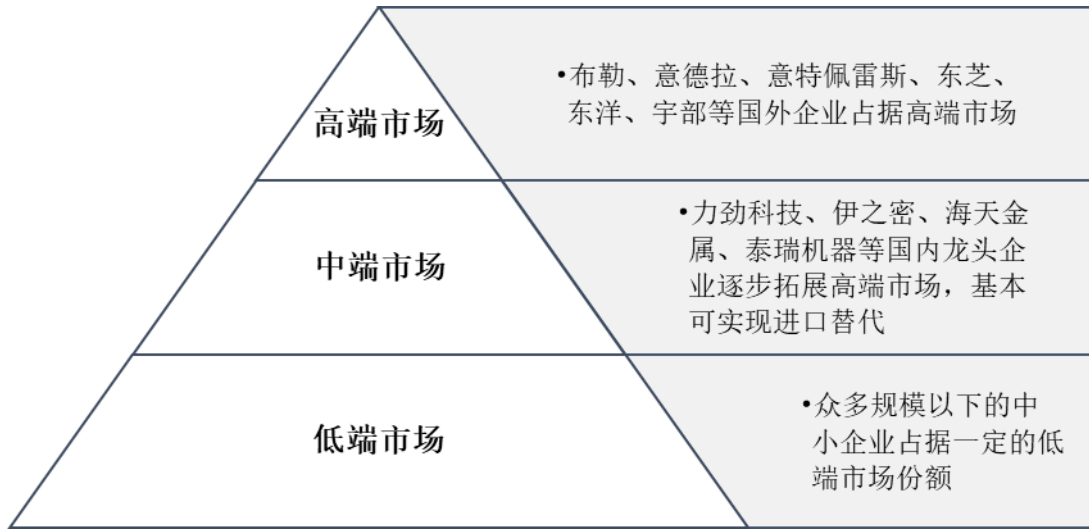 高端市场
•布勒、意德拉、意特佩雷斯、东芝、
东洋、宇部等国外企业占据高端市场
中端市场
•力劲科技、伊之密、海天金
属、泰瑞机器等国内龙头企
业逐步拓展高端市场，基本
可实现进口替代
低端市场
•众多规模以下的中
小企业占据一定的低
端市场份额